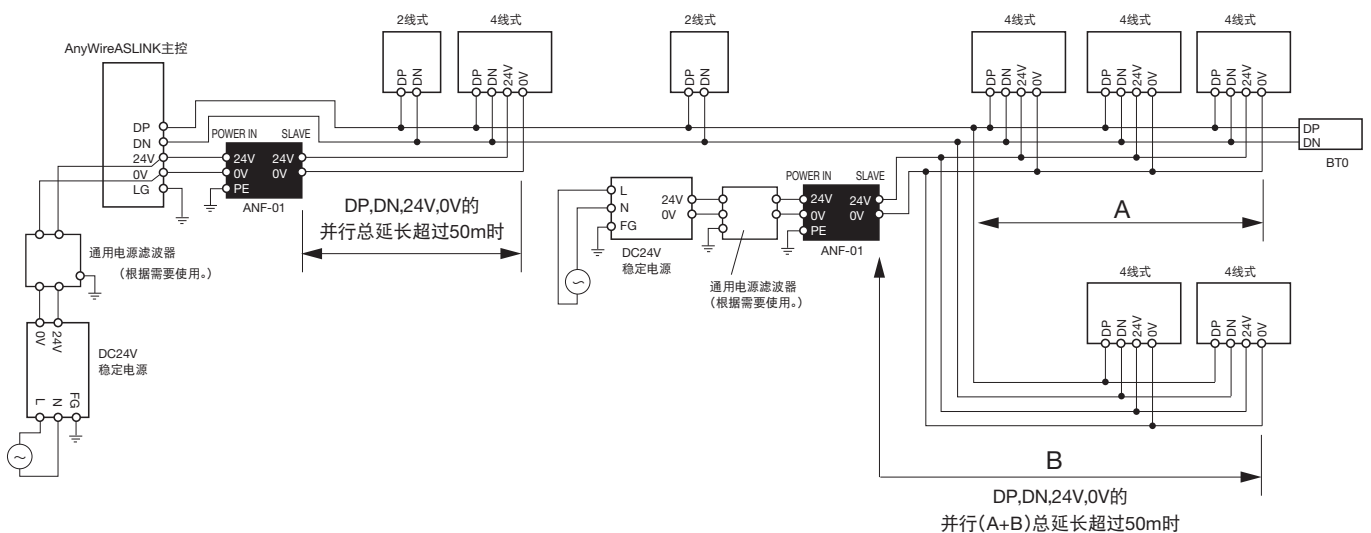 2线式
4线式
2线式
4线式
4线式
4线式
AnyWireASLINK主控
DP
DN
DP
DN
24V
0V
DP
DN
DP
DN
24V
0V
DP
DN
24V
0V
DP
DN
24V
0V
DP
DN
24V
0V
LG
POWER IN
SLAVE
24V
0V
PE
24V
0V
ANF-01
DP
DN
BT0
DP,DN,24V,0V的
并行总延长超过50m时
L
N
FG
24V
0V
DC24V
稳定电源
通用电源滤波器
（根据需要使用。）
POWER IN
SLAVE
24V
0V
PE
24V
0V
ANF-01
A
通用电源滤波器
（根据需要使用。）
0V
24V
DC24V
稳定电源
L
N
FG
4线式
4线式
DP
DN
24V
0V
DP
DN
24V
0V
B
DP,DN,24V,0V的
并行（A+B）总延长超过50m时